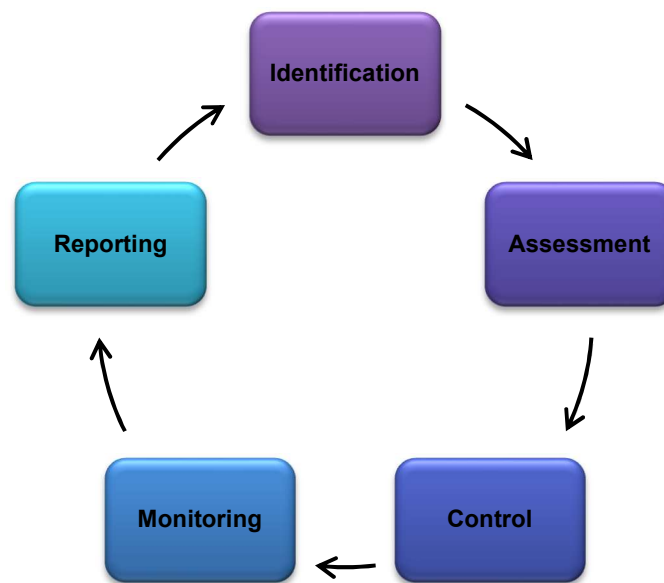 Identification
Assessment
Control
Monitoring
Reporting